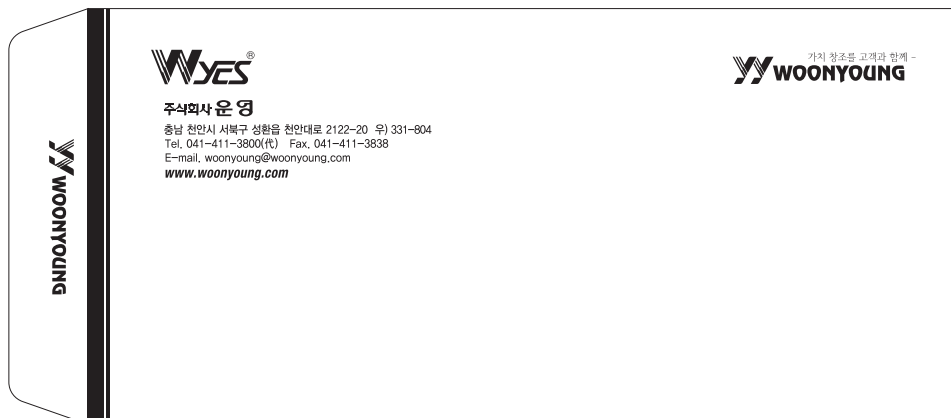 WYES®
주식회사 운영
충남 천안시 서북구 성환읍 천안대로 2122-20 우) 331-804
Tel. 041-411-3800(代) Fax. 041-411-3838
E-mail. woonyoung@woonyoung.com
www.woonyoung.com
가치 창조를 고객과 함께 -
WOONYOUNG
WOONYOUNG